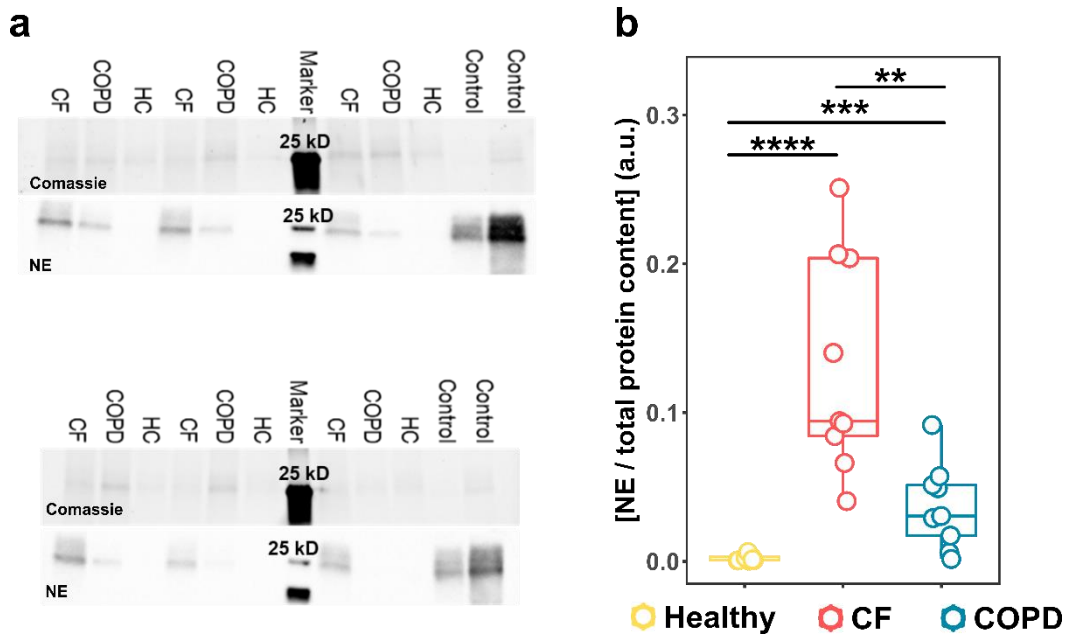 a
CF COPD HC CF COPD HC Marker CF COPD HC Control Control
25 kD
Comassie
25 kD
NE
CF COPD HC CF COPD HC Marker CF COPD HC Control Control
25 kD
Comassie
25 kD
NE
b
[NE / total protein content] (a.u.)
0.3
0.2
0.1
0.0
**
***
****
Healthy CF COPD